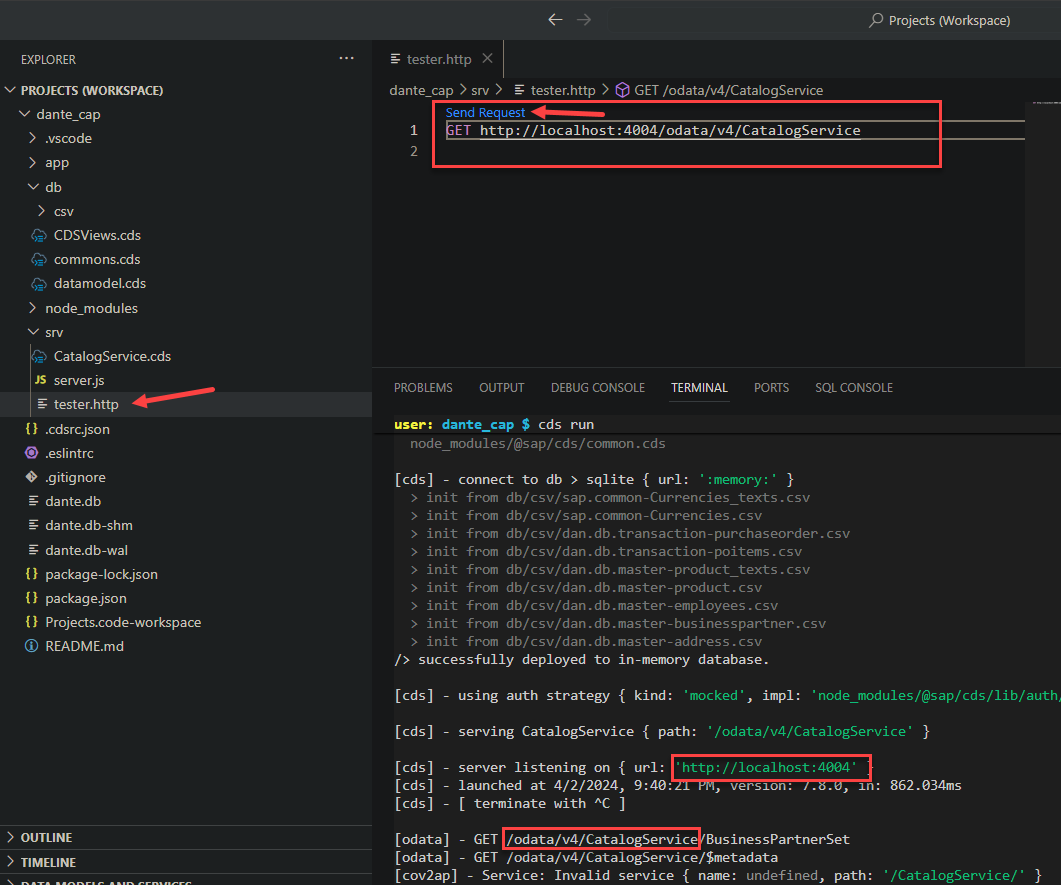 Projects (Workspace)
EXPLORER
PROJECTS (WORKSPACE)
dante_cap
.vscode
app
db
csv
CDSViews.cds
commons.cds
datamodel.cds
node_modules
srv
CatalogService.cds
JS server.js
tester.http
{} .cdsrc.json
.eslintrc
.gitignore
dante.db
dante.db-shm
dante.db-wal
{} package-lock.json
{} package.json
{} Projects.code-workspace
README.md
OUTLINE
TIMELINE
DATA MODELS AND SERVICES
tester.http
dante_cap > srv > tester.http > GET /odata/v4/CatalogService
Send Request
1 GET http://localhost:4004/odata/v4/CatalogService
2
PROBLEMS OUTPUT DEBUG CONSOLE TERMINAL PORTS SQL CONSOLE
user: dante_cap $ cds run
node_modules/@sap/cds/common.cds
[cds] - connect to db > sqlite { url: ':memory:' }
> init from db/csv/sap.common-Currencies_texts.csv
> init from db/csv/sap.common-Currencies.csv
> init from db/csv/dan.db.transaction-purchaseorder.csv
> init from db/csv/dan.db.transaction-poitems.csv
> init from db/csv/dan.db.master-product_texts.csv
> init from db/csv/dan.db.master-product.csv
> init from db/csv/dan.db.master-employees.csv
> init from db/csv/dan.db.master-businesspartner.csv
> init from db/csv/dan.db.master-address.csv
/> successfully deployed to in-memory database.
[cds] - using auth strategy { kind: 'mocked', impl: 'node_modules/@sap/cds/lib/auth/
[cds] - serving CatalogService { path: '/odata/v4/CatalogService' }
[cds] - server listening on { url: 'http://localhost:4004' }
[cds] - launched at 4/2/2024, 9:40:21 PM, version: 7.8.0, in: 862.034ms
[cds] - [ terminate with ^C ]
[odata] - GET /odata/v4/CatalogService/BusinessPartnerSet
[odata] - GET /odata/v4/CatalogService/$metadata
[cov2ap] - Service: Invalid service { name: undefined, path: '/CatalogService/' }